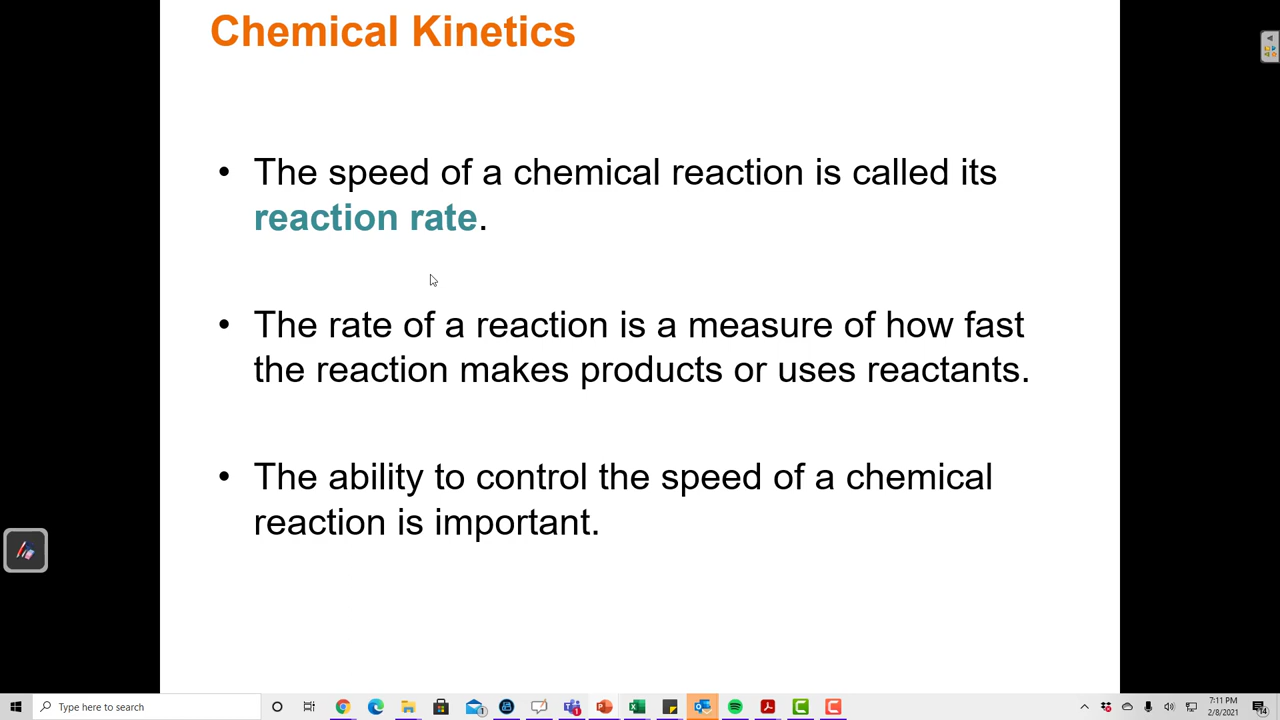 Chemical Kinetics
• The speed of a chemical reaction is called its
reaction rate.
• The rate of a reaction is a measure of how fast
the reaction makes products or uses reactants.
• The ability to control the speed of a chemical
reaction is important.
Type here to search
7:11 PM
2/8/2021